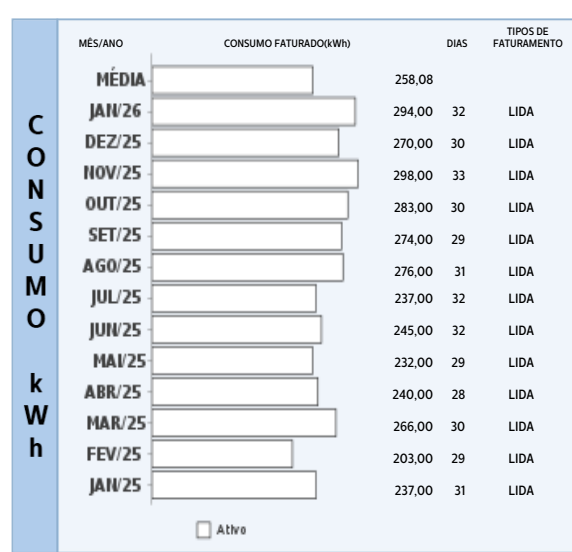 MÊS/ANO CONSUMO FATURADO(kWh) DIAS TIPOS DE FATURAMENTO
MÉDIA 258,08
JAN/26 294,00 32 LIDA
DEZ/25 270,00 30 LIDA
NOV/25 298,00 33 LIDA
OUT/25 283,00 30 LIDA
SET/25 274,00 29 LIDA
AGO/25 276,00 31 LIDA
JUL/25 237,00 32 LIDA
JUN/25 245,00 32 LIDA
MAI/25 232,00 29 LIDA
ABR/25 240,00 28 LIDA
MAR/25 266,00 30 LIDA
FEV/25 203,00 29 LIDA
JAN/25 237,00 31 LIDA
Ativo
CONSUMO kWh